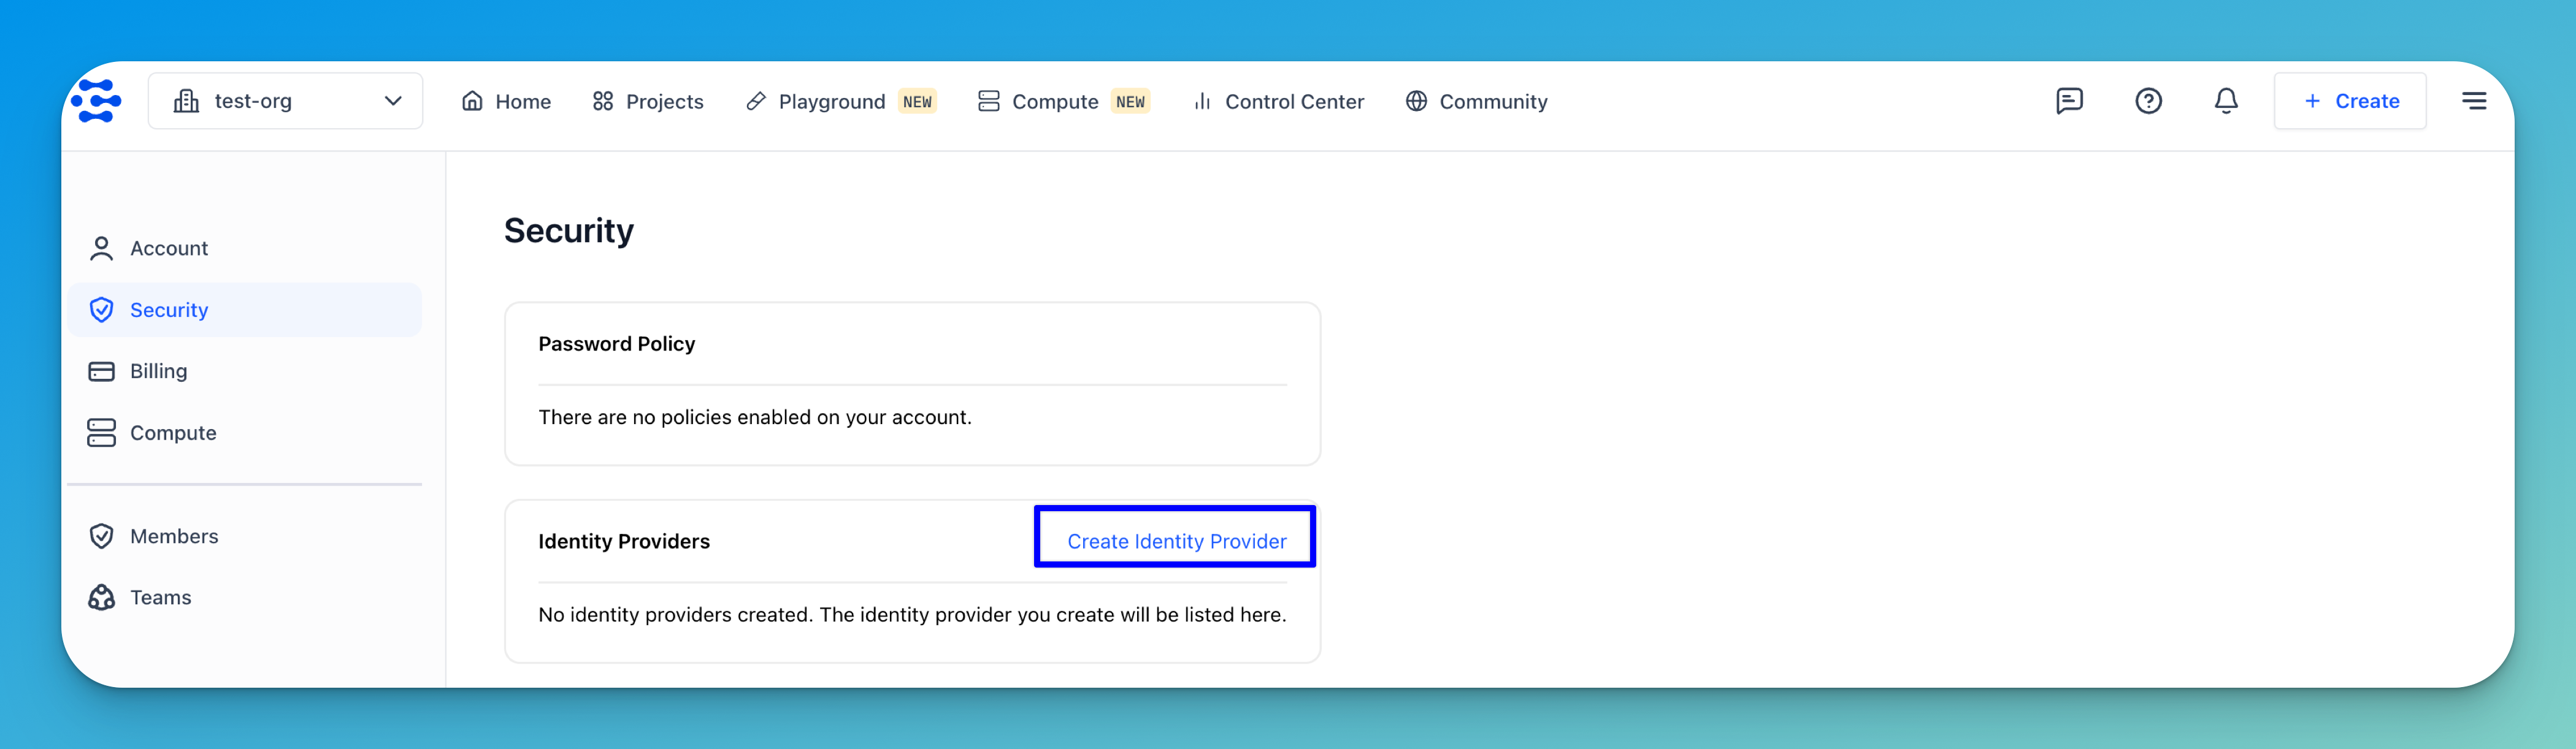 test-org Home Projects Playground NEW Compute NEW Control Center Community + Create
Account
Security
Billing
Compute
Members
Teams
Security
Password Policy
There are no policies enabled on your account.
Identity Providers Create Identity Provider
No identity providers created. The identity provider you create will be listed here.